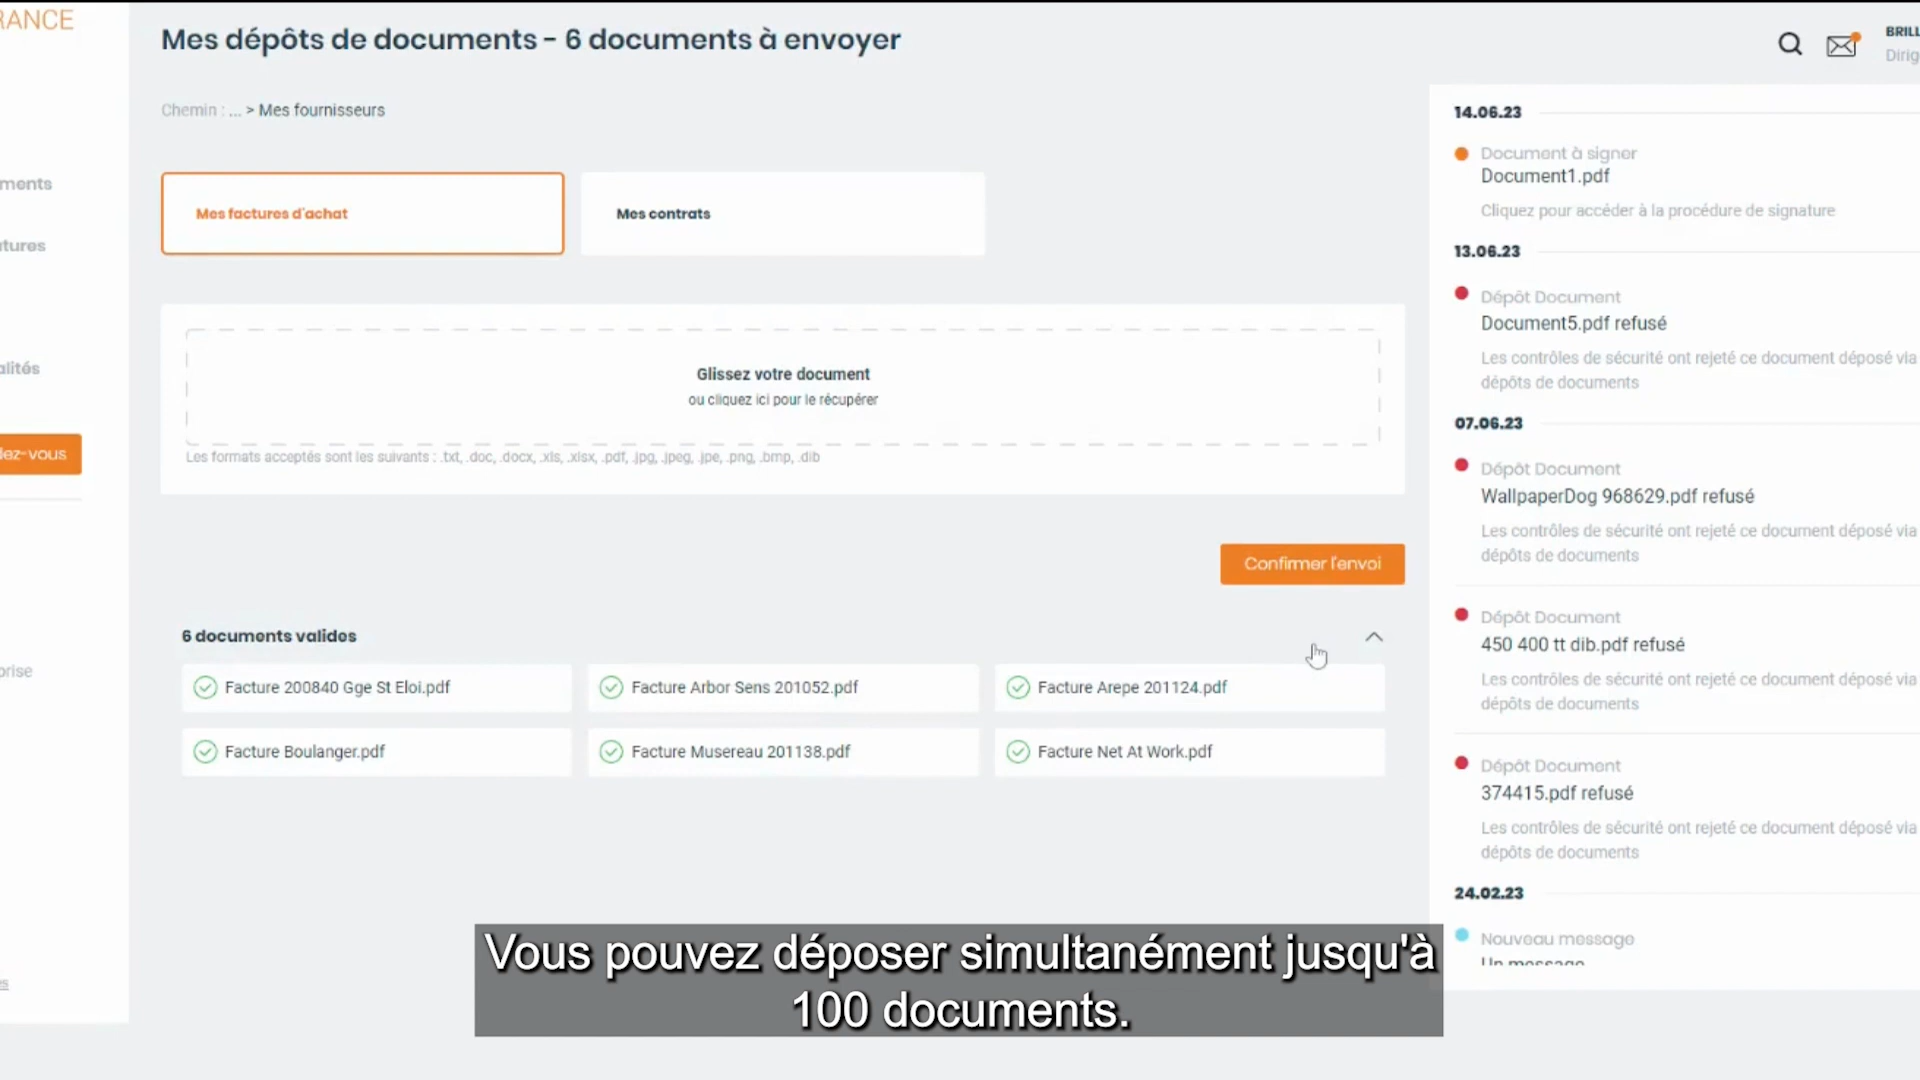 RANCE
Mes dépôts de documents - 6 documents à envoyer
BRILL
Dirig
Chemin : ... > Mes fournisseurs
ments
tures
alités
dez-vous
prise
es
Mes factures d'achat
Mes contrats
Glissez votre document
ou cliquez ici pour le récupérer
Les formats acceptés sont les suivants : .txt, .doc, .docx, .xls, .xlsx, .pdf, .jpg, .jpeg, .jpe, .png, .bmp, .dib
Confirmer l'envoi
6 documents valides
Facture 200840 Gge St Eloi.pdf
Facture Arbor Sens 201052.pdf
Facture Arepe 201124.pdf
Facture Boulanger.pdf
Facture Musereau 201138.pdf
Facture Net At Work.pdf
14.06.23
Document à signer
Document1.pdf
Cliquez pour accéder à la procédure de signature
13.06.23
Dépôt Document
Document5.pdf refusé
Les contrôles de sécurité ont rejeté ce document déposé via
dépôts de documents
07.06.23
Dépôt Document
WallpaperDog 968629.pdf refusé
Les contrôles de sécurité ont rejeté ce document déposé via
dépôts de documents
Dépôt Document
450 400 tt dib.pdf refusé
Les contrôles de sécurité ont rejeté ce document déposé via
dépôts de documents
Dépôt Document
374415.pdf refusé
Les contrôles de sécurité ont rejeté ce document déposé via
dépôts de documents
24.02.23
Nouveau message
Un message
Vous pouvez déposer simultanément jusqu'à
100 documents.